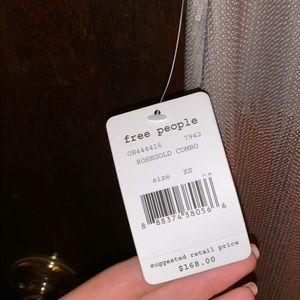 free people
OB444416 7942
ROSEGOLD COMBO
size XS
8 88374 38056 6
suggested retail price
$168.00